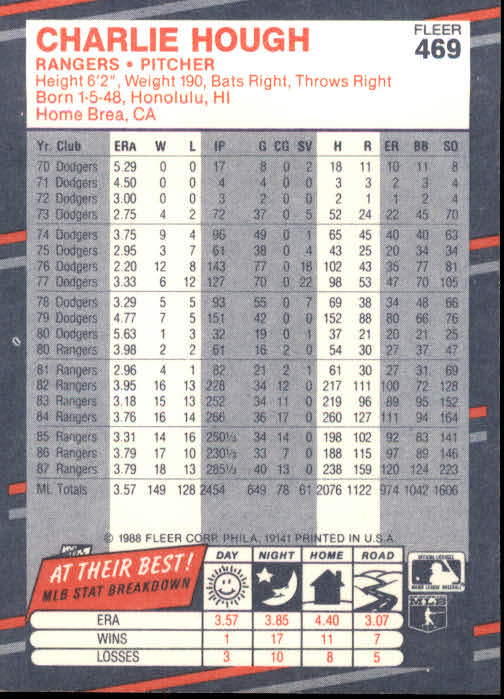 CHARLIE HOUGH
FLEER
469
RANGERS • PITCHER
Height 6'2", Weight 190, Bats Right, Throws Right
Born 1-5-48, Honolulu, HI
Home Brea, CA
Yr. Club ERA W L IP G CG SV H R ER BB SO
70 Dodgers 5.29 0 0 17 8 0 2 18 11 10 11 8
71 Dodgers 4.50 0 0 4 4 0 0 3 3 2 3 4
72 Dodgers 3.00 0 0 3 2 0 0 2 1 1 2 4
73 Dodgers 2.75 4 2 72 37 0 5 52 24 22 45 70
74 Dodgers 3.75 9 4 96 49 0 1 65 45 40 40 63
75 Dodgers 2.95 3 7 61 38 0 4 43 25 20 34 34
76 Dodgers 2.20 12 8 143 77 0 18 102 43 35 77 81
77 Dodgers 3.33 6 12 127 70 0 22 98 53 47 70 105
78 Dodgers 3.29 5 5 93 55 0 7 69 38 34 48 66
79 Dodgers 4.77 7 5 151 42 0 0 152 88 80 66 76
80 Dodgers 5.63 1 3 32 19 0 1 37 21 20 21 25
80 Rangers 3.98 2 2 61 16 2 0 54 30 27 37 47
81 Rangers 2.96 4 1 82 21 2 1 61 30 27 31 69
82 Rangers 3.95 16 13 228 34 12 0 217 111 100 72 128
83 Rangers 3.18 15 13 252 34 11 0 219 96 89 95 152
84 Rangers 3.76 16 14 266 36 17 0 260 127 111 94 164
85 Rangers 3.31 14 16 250⅓ 34 14 0 198 102 92 83 141
86 Rangers 3.79 17 10 230⅓ 33 7 0 188 115 97 89 146
87 Rangers 3.79 18 13 285⅓ 40 13 0 238 159 120 124 223
ML Totals 3.57 149 128 2454 649 78 61 2076 1122 974 1042 1606
© 1988 FLEER CORP. PHILA, 19141 PRINTED IN U.S.A.
AT THEIR BEST!
MLB STAT BREAKDOWN
DAY NIGHT HOME ROAD
ERA 3.57 3.85 4.40 3.07
WINS 1 17 11 7
LOSSES 3 10 8 5